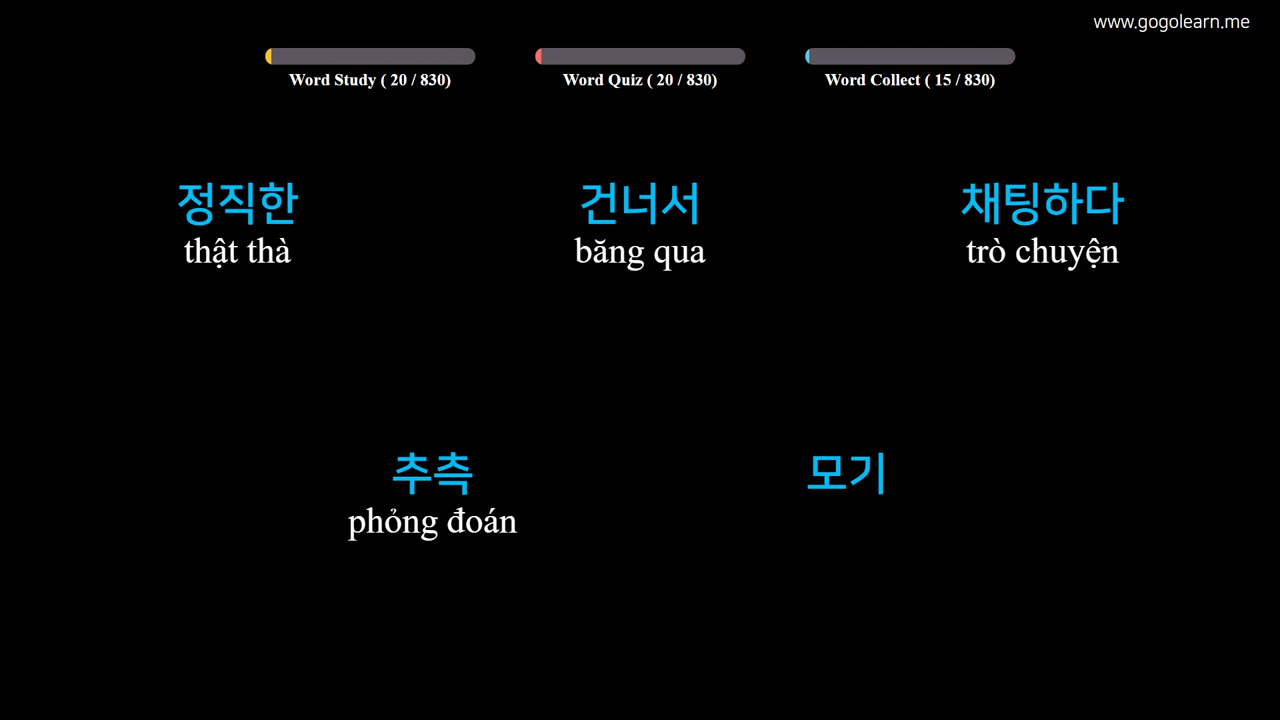 www.gogolearn.me
Word Study ( 20 / 830)
Word Quiz ( 20 / 830)
Word Collect ( 15 / 830)
정직한
thật thà
건너서
băng qua
채팅하다
trò chuyện
추측
phỏng đoán
모기